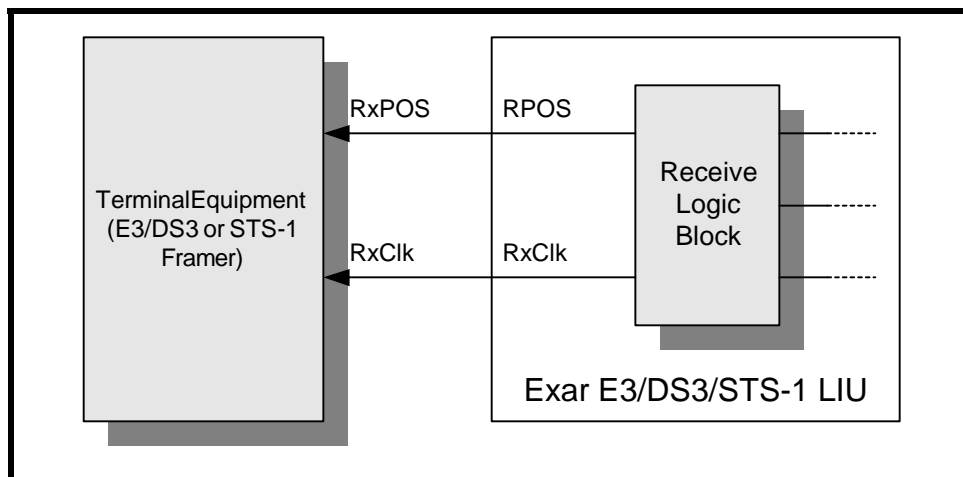 RxPOS
RPOS
Receive
Logic
Block
TerminalEquipment
(E3/DS3 or STS-1
Framer)
RxClk
RxClk
Exar E3/DS3/STS-1 LIU